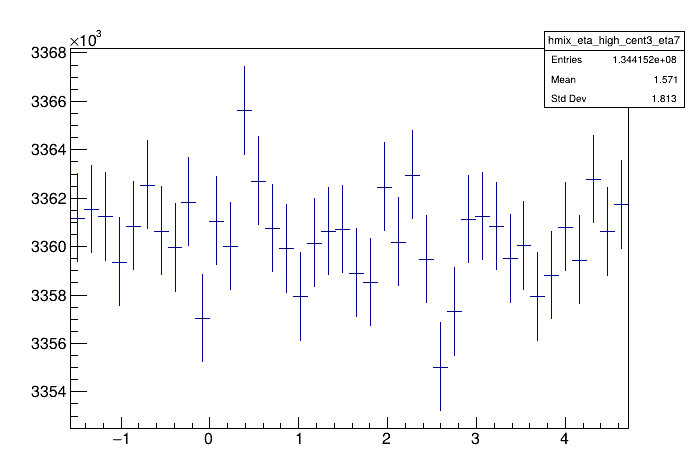 ×10³
hmix_eta_high_cent3_eta7
Entries 1.344152e+08
Mean 1.571
Std Dev 1.813
3368
3366
3364
3362
3360
3358
3356
3354
−1 0 1 2 3 4